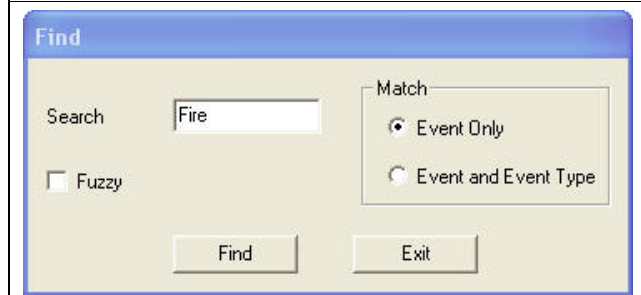 Find
Match
Search Fire
Event Only
Fuzzy
Event and Event Type
Find Exit